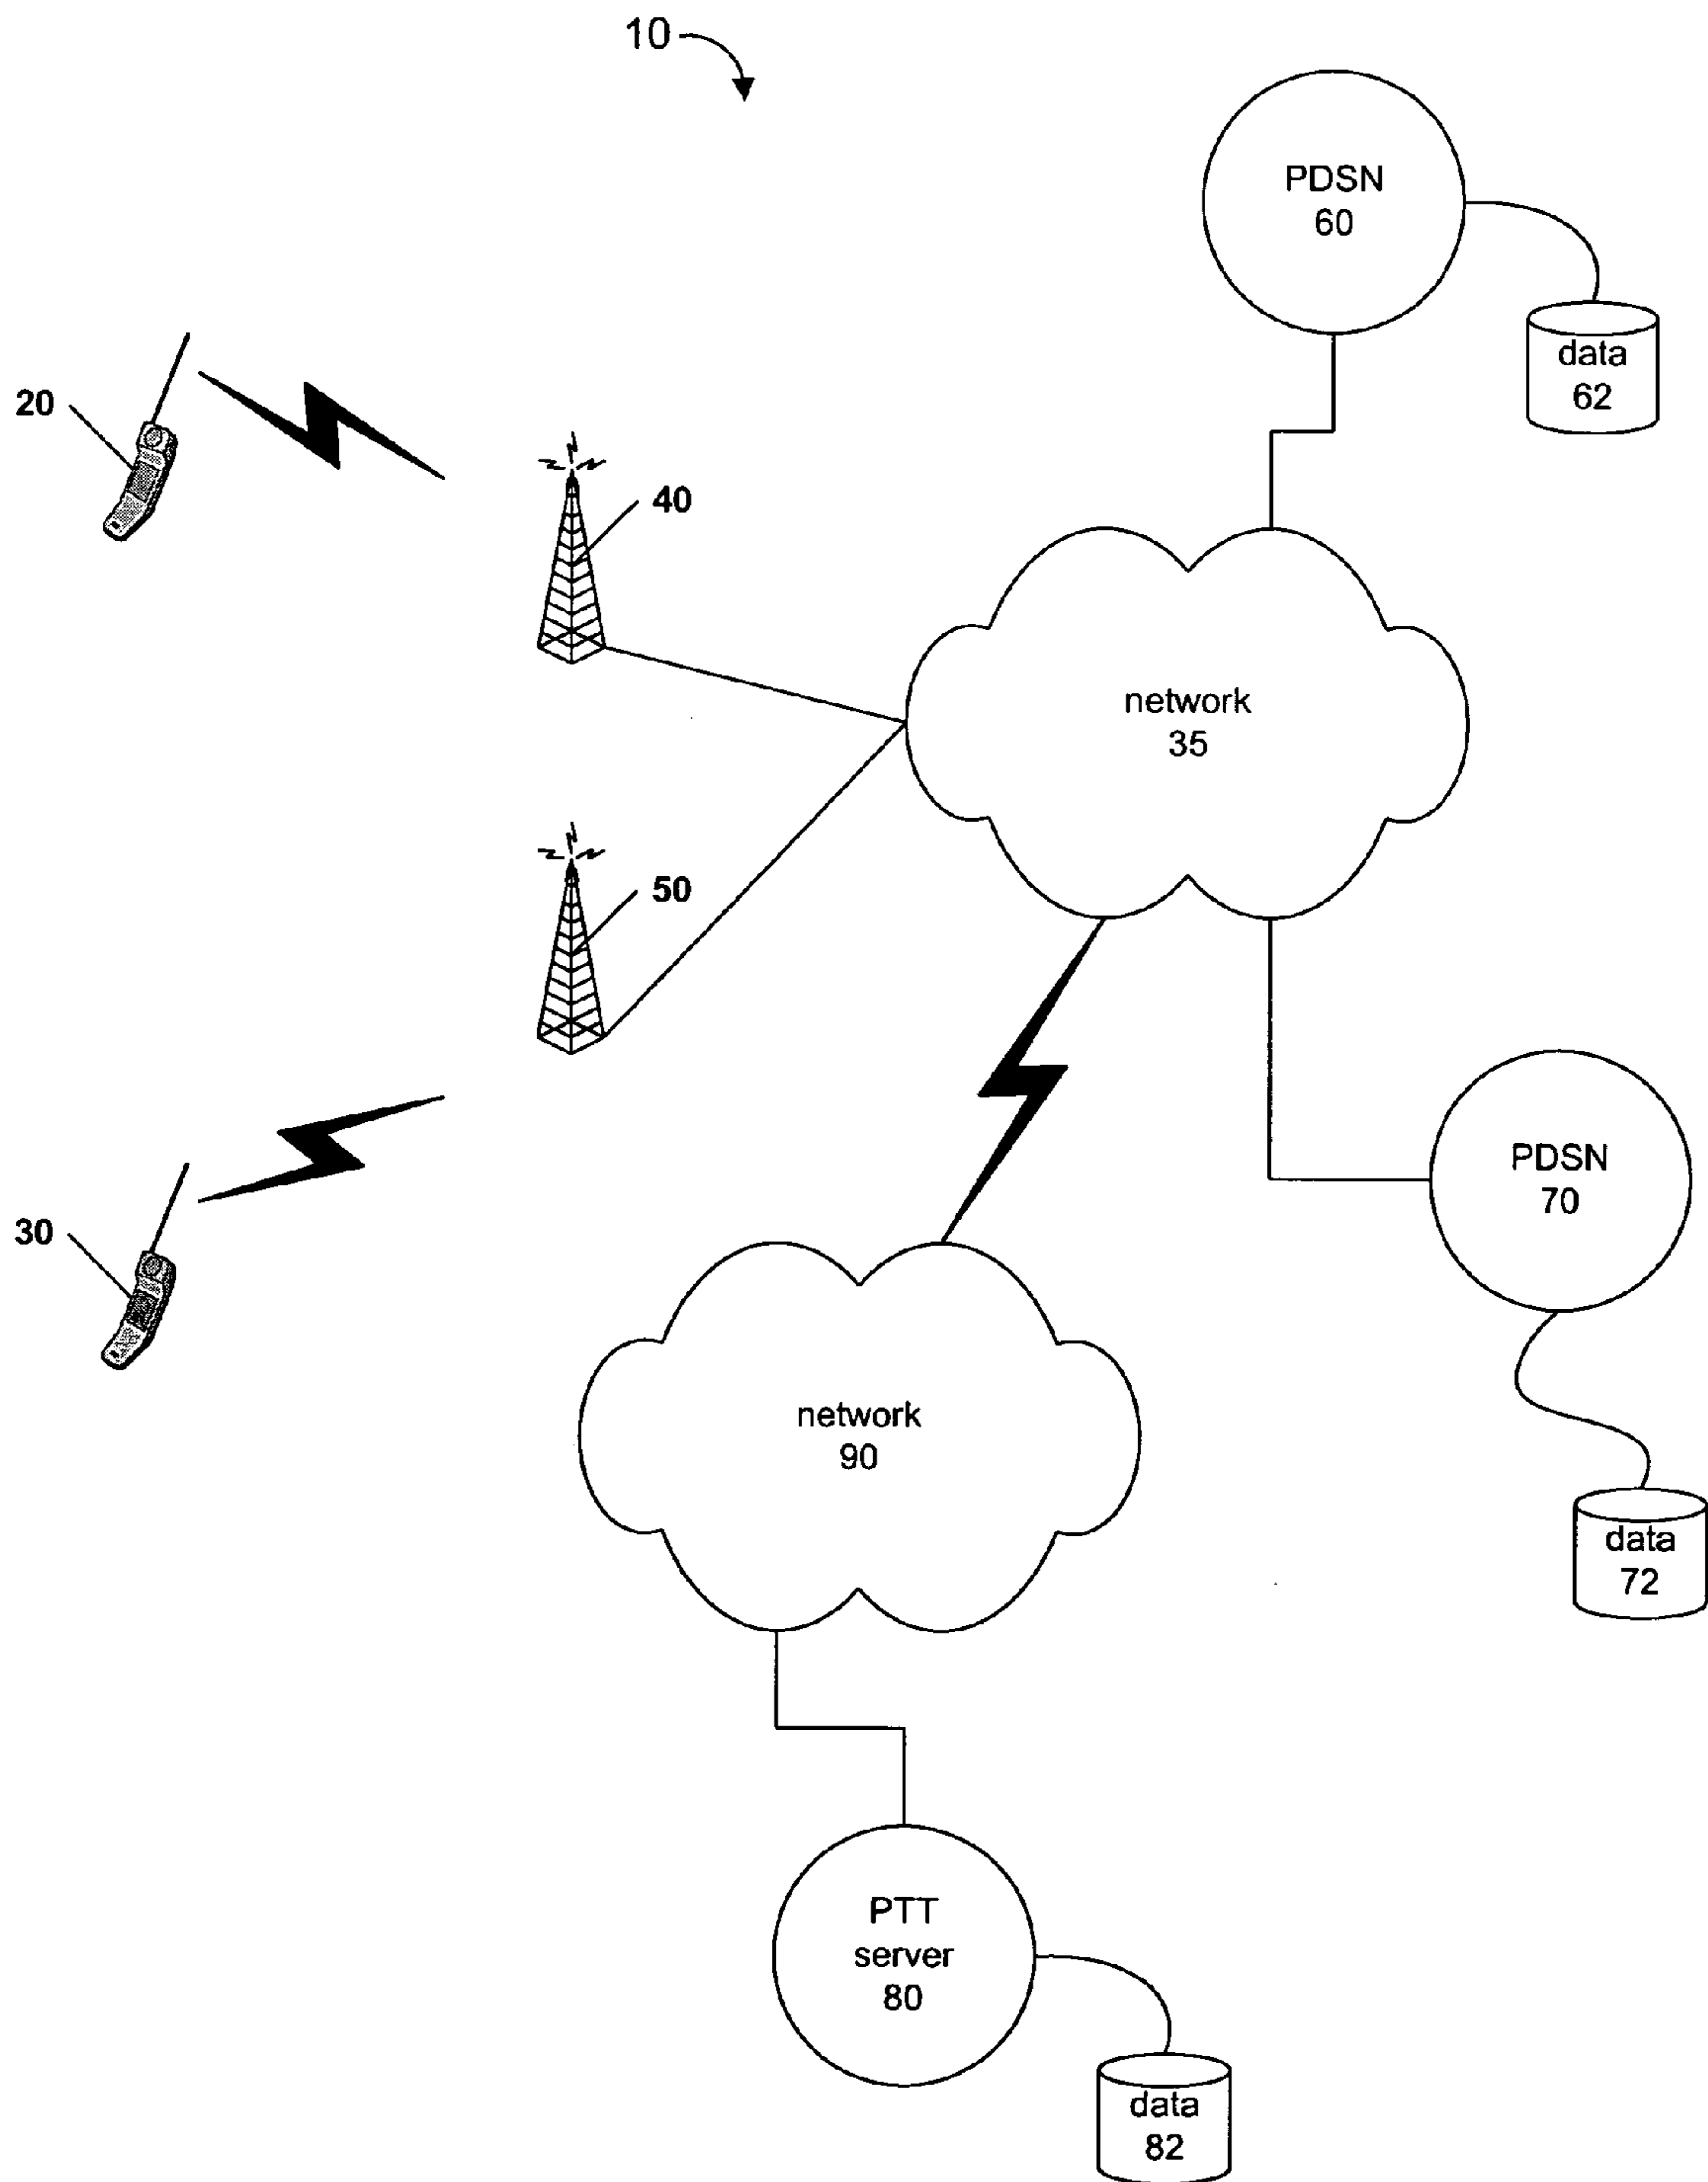 10
PDSN
60
data
62
20
40
network
35
50
PDSN
70
30
network
90
data
72
PTT
server
80
data
82